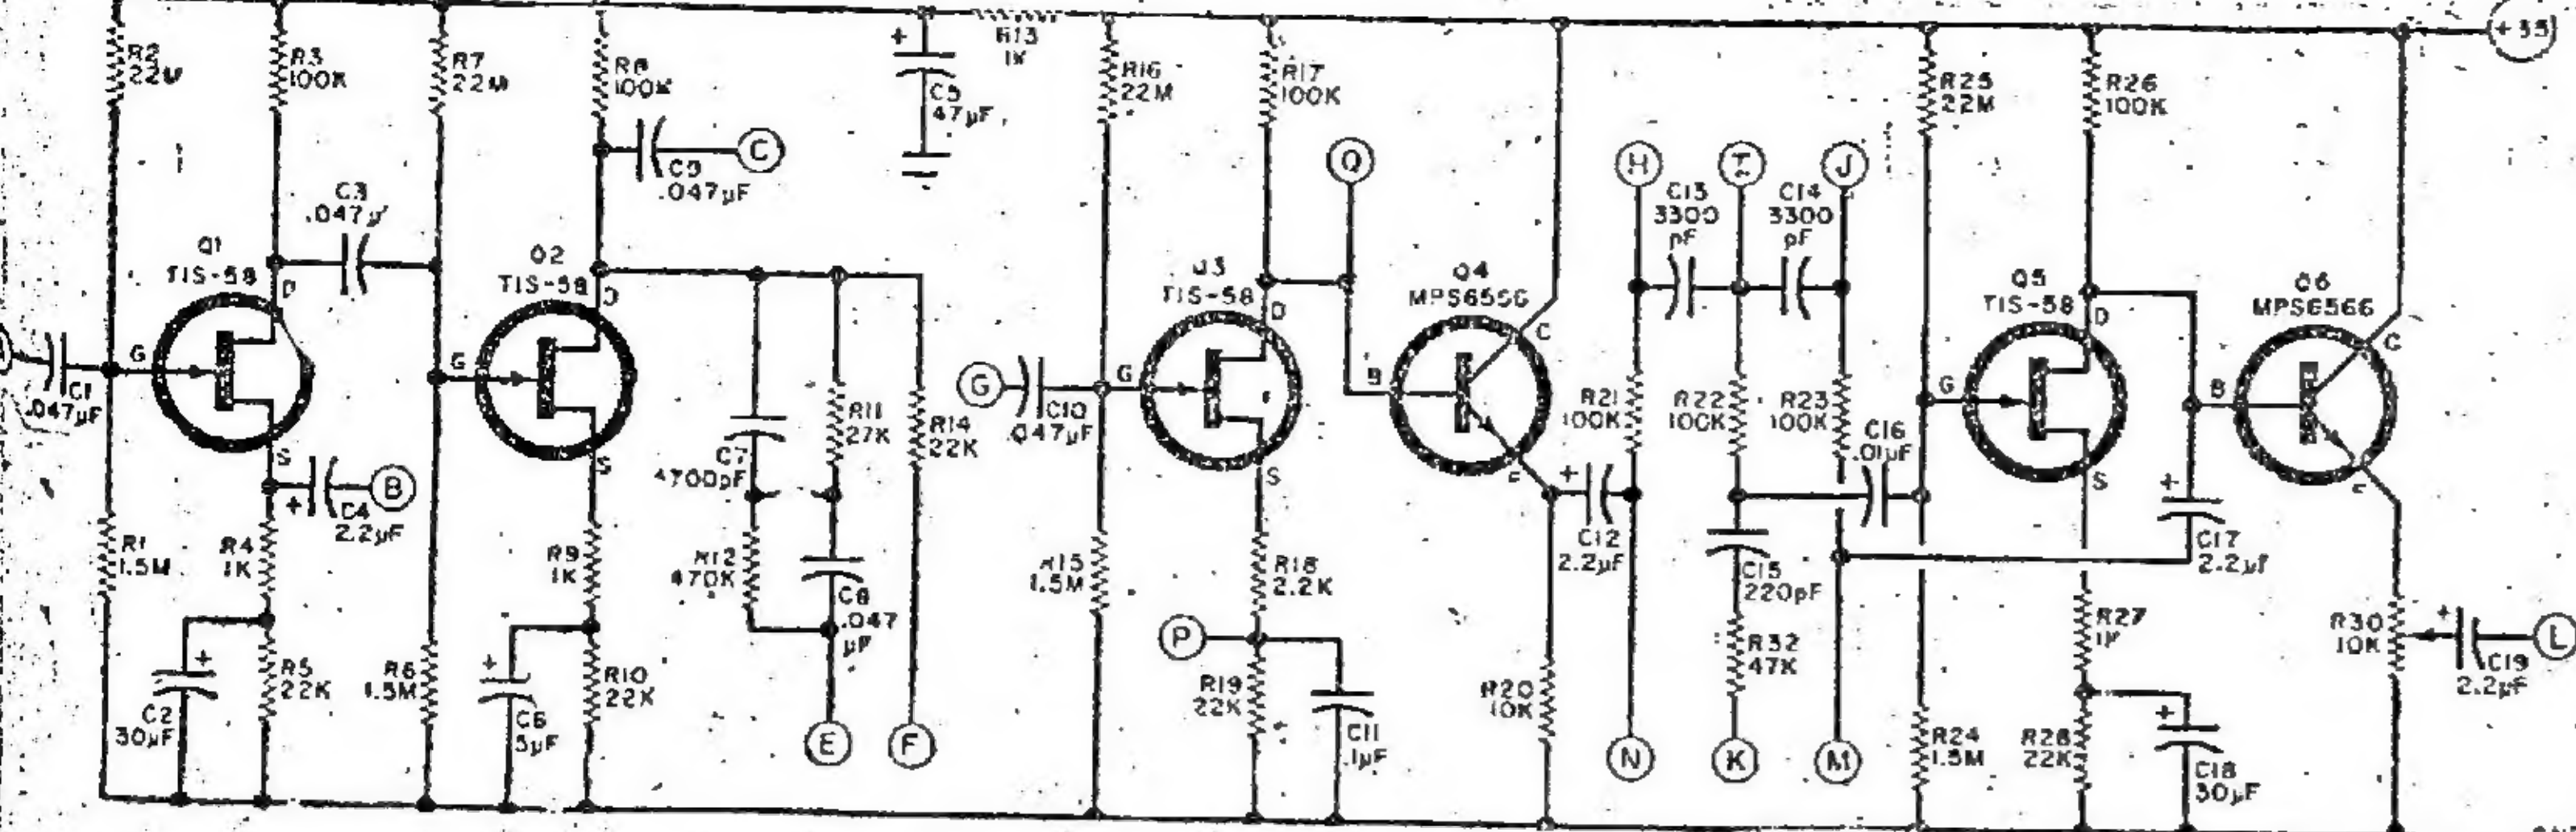 R2
22M
R3
100K
R7
22M
R8
100K
R13
1K
+
C5
47µF
R16
22M
R17
100K
R25
22M
R26
100K
+35
C
C9
.047µF
Q
H
I
J
C13
3300
pF
C14
3300
pF
C3
Q1
TIS-58
Q2
TIS-58
TIS-58
Q4
Q5
TIS-58
Q6
MPS6566
D
D
D
C
D
C
G
G
G
G
B
B
G
C1
.047µF
C10
.047µF
R11
27K
R14
22K
C7
4700pF
R21
100K
R22
100K
R23
100K
C16
.01µF
S
S
S
S
+
C4
2.2µF
B
+
C12
2.2µF
+
C17
2.2µF
R1
1.5M
R4
1K
R9
1K
R12
470K
C8
.047
µF
R15
1.5M
R18
2.2K
C15
220pF
R32
47K
R27
1K
R30
10K
+
C19
2.2µF
L
P
+
C2
30µF
R5
22K
R6
1.5M
+
C6
5µF
R10
22K
E
F
R19
22K
C11
.1µF
R20
10K
N
K
M
R24
1.5M
R28
22K
+
C18
30µF